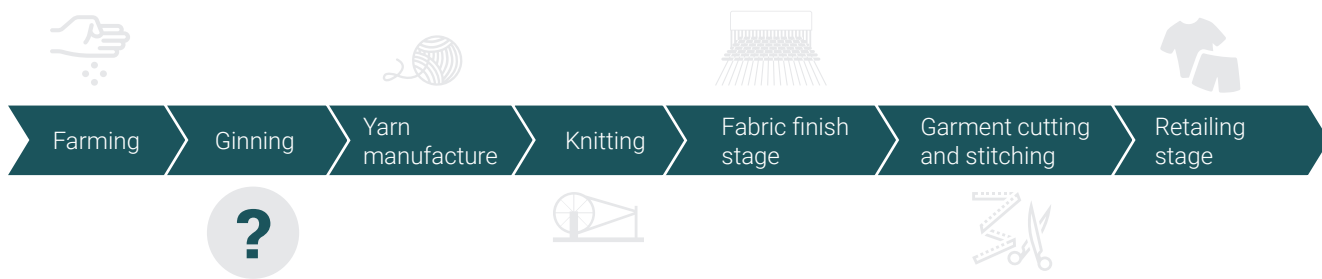 Farming
Ginning
Yarn
manufacture
Knitting
Fabric finish
stage
Garment cutting
and stitching
Retailing
stage
?